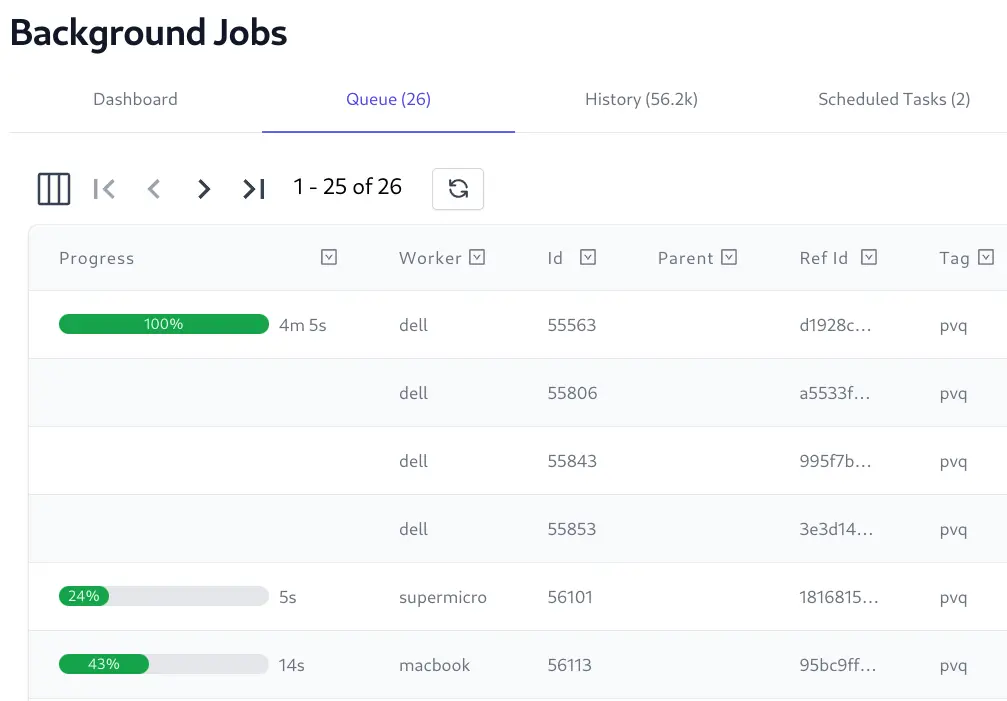 Background Jobs
Dashboard Queue (26) History (56.2k) Scheduled Tasks (2)
1 - 25 of 26
Progress Worker Id Parent Ref Id Tag
100% 4m 5s dell 55563 d1928c... pvq
dell 55806 a5533f... pvq
dell 55843 995f7b... pvq
dell 55853 3e3d14... pvq
24% 5s supermicro 56101 1816815... pvq
43% 14s macbook 56113 95bc9ff... pvq